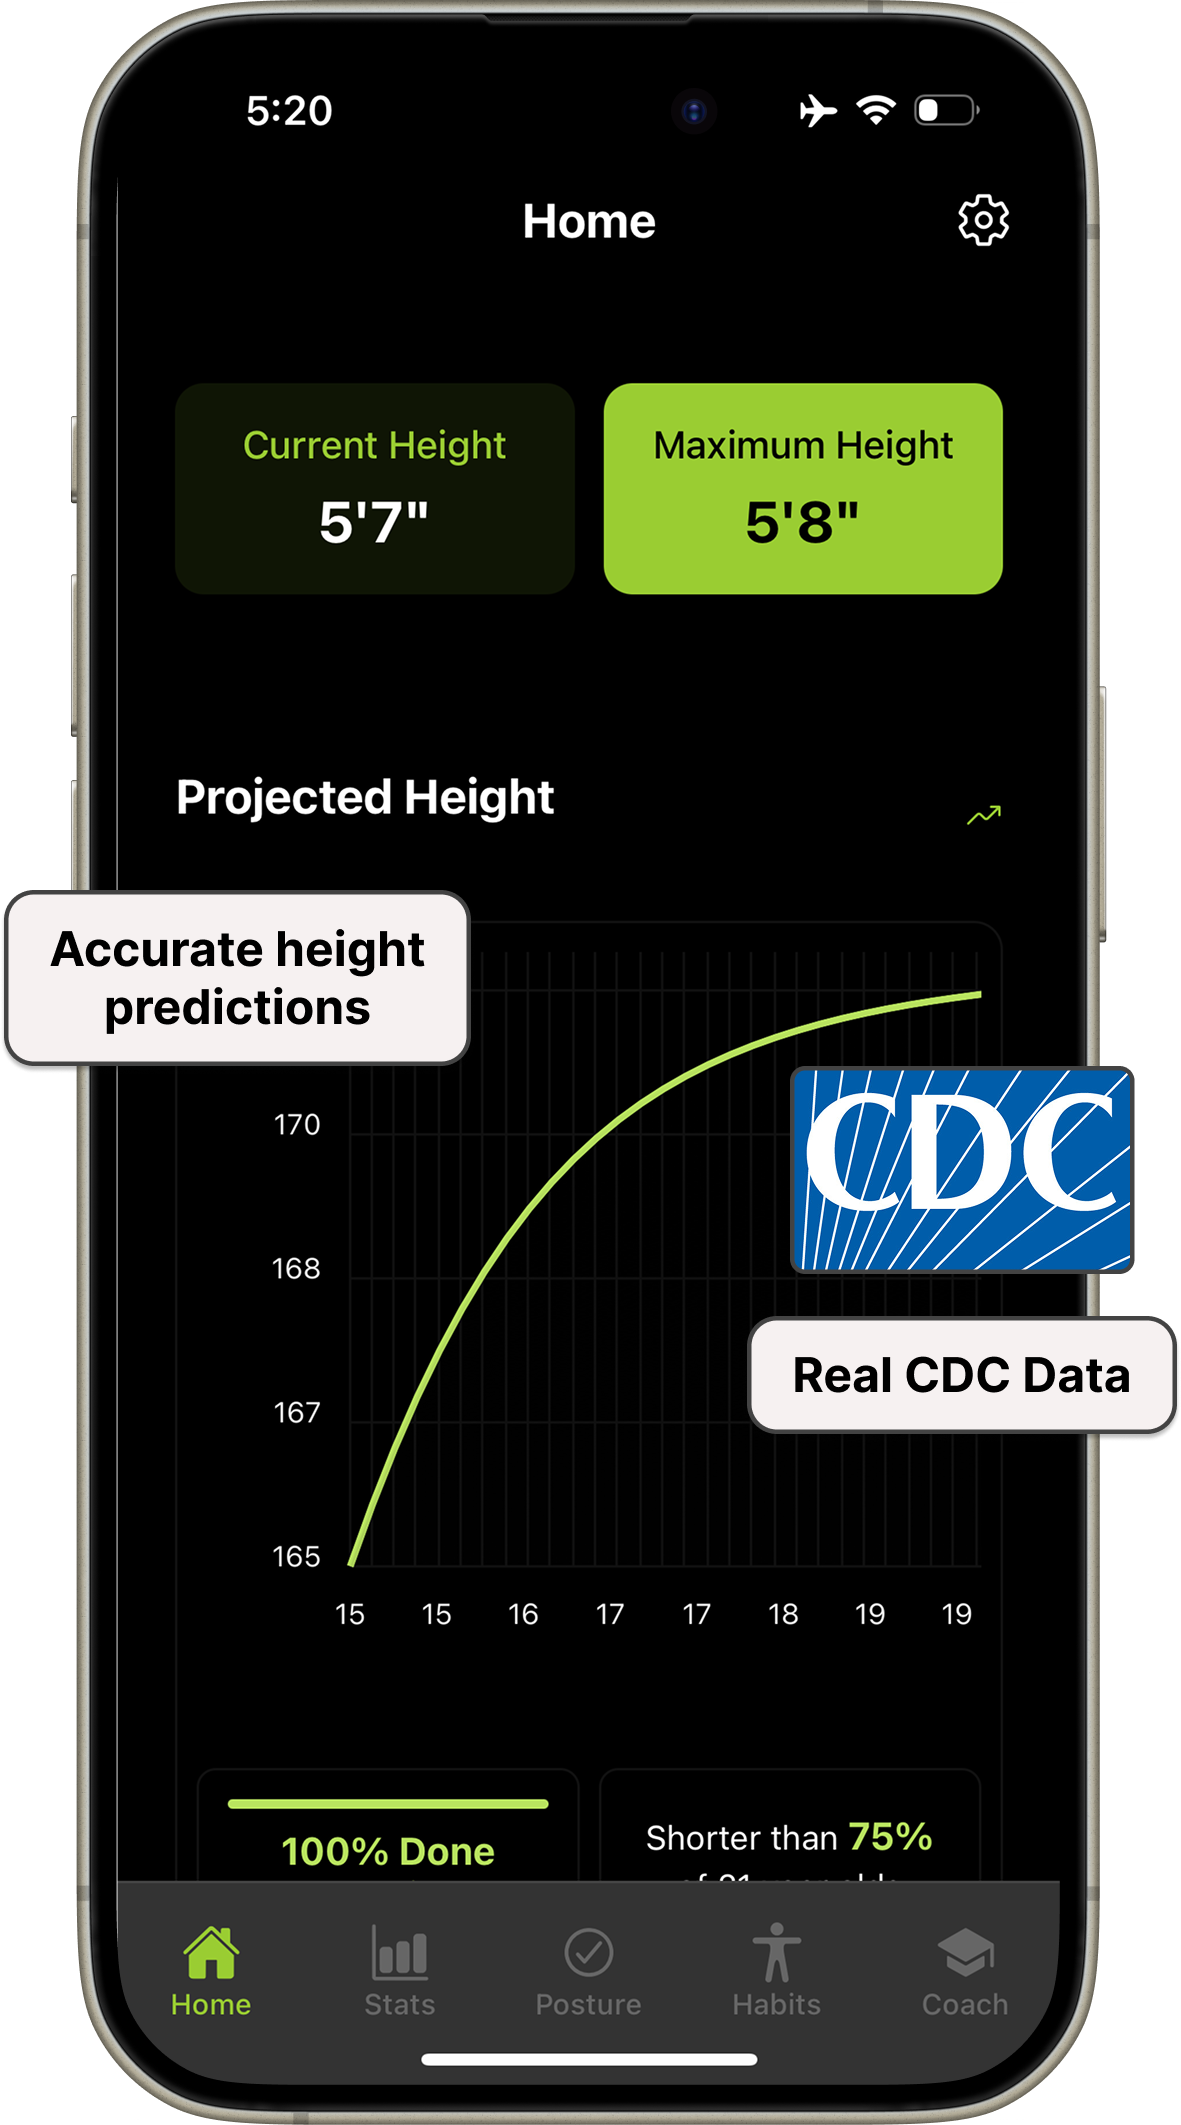 5:20
Home
Current Height
5'7"
Maximum Height
5'8"
Projected Height
Accurate height
predictions
170
168
167
165
CDC
Real CDC Data
15 15 16 17 17 18 19 19
100% Done
Shorter than 75%
Home
Stats
Posture
Habits
Coach